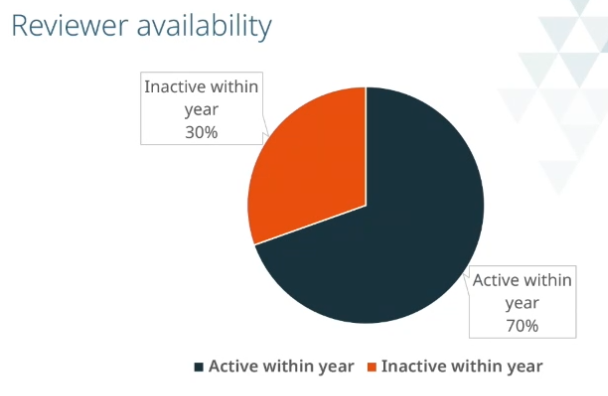 Reviewer availability
Inactive within
year
30%
Active within
year
70%
Active within year
Inactive within year